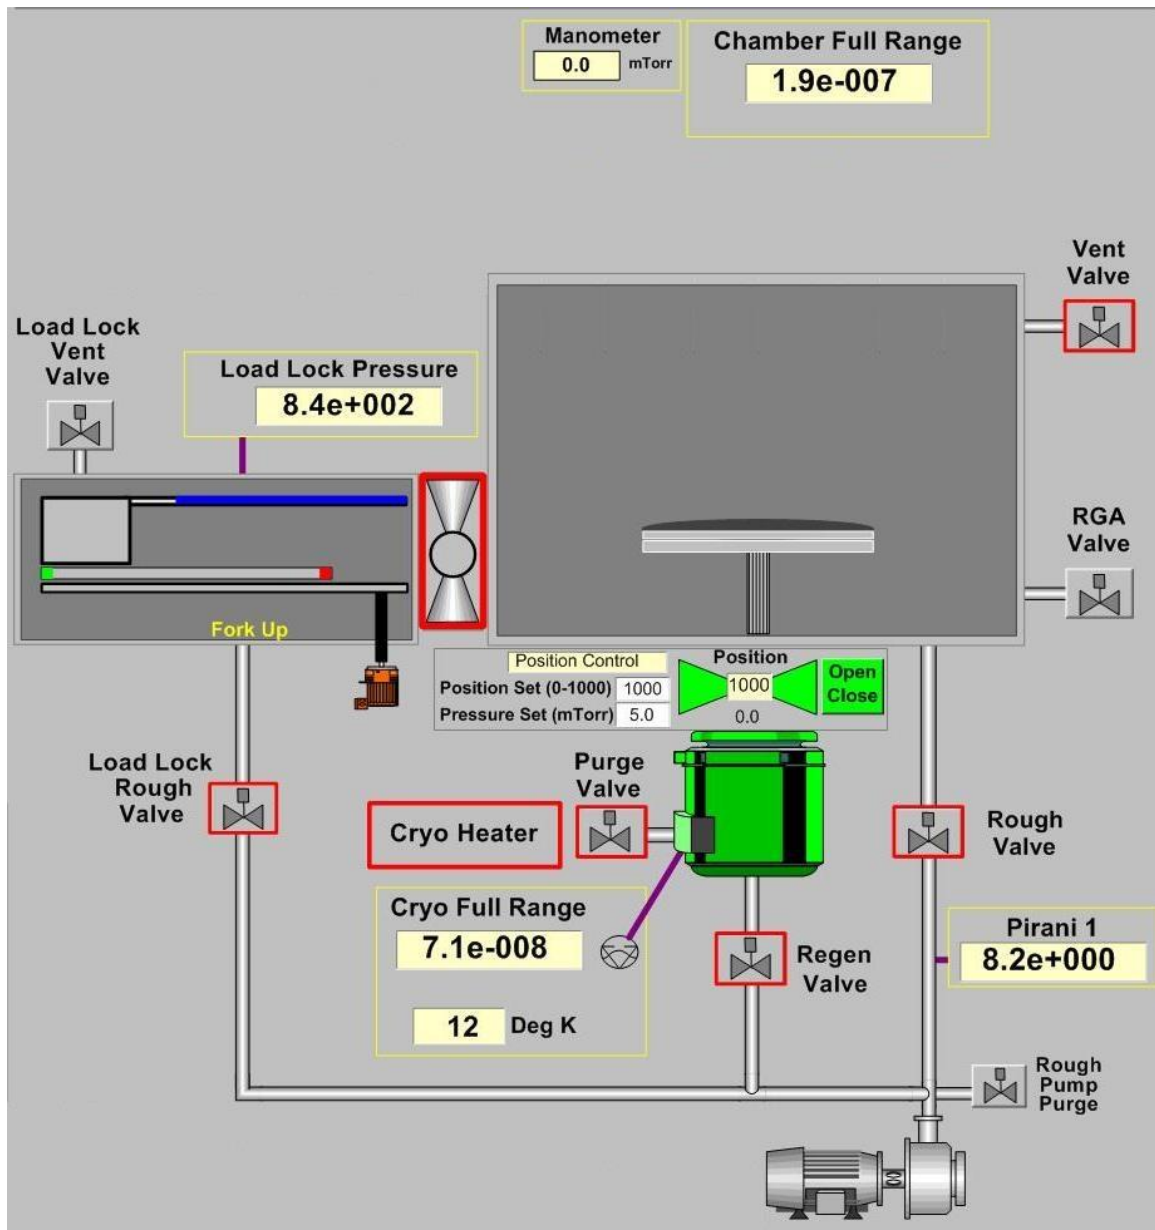 Manometer
0.0 mTorr
Chamber Full Range
1.9e-007
Vent
Valve
Load Lock
Vent
Valve
Load Lock Pressure
8.4e+002
RGA
Valve
Fork Up
Position Control
Position Set (0-1000) 1000
Pressure Set (mTorr) 5.0
Position
1000
0.0
Open
Close
Load Lock
Rough
Valve
Purge
Valve
Cryo Heater
Rough
Valve
Cryo Full Range
7.1e-008
12 Deg K
Regen
Valve
Pirani 1
8.2e+000
Rough
Pump
Purge